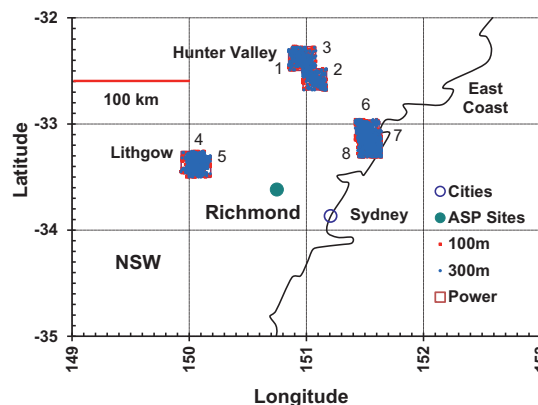 -32
Hunter Valley
3
1
2
100 km
East
Coast
6
-33
7
8
4
Lithgow
5
Latitude
Cities
Richmond
Sydney
ASP Sites
-34
100m
NSW
300m
Power
-35
149
150
151
152
Longitude